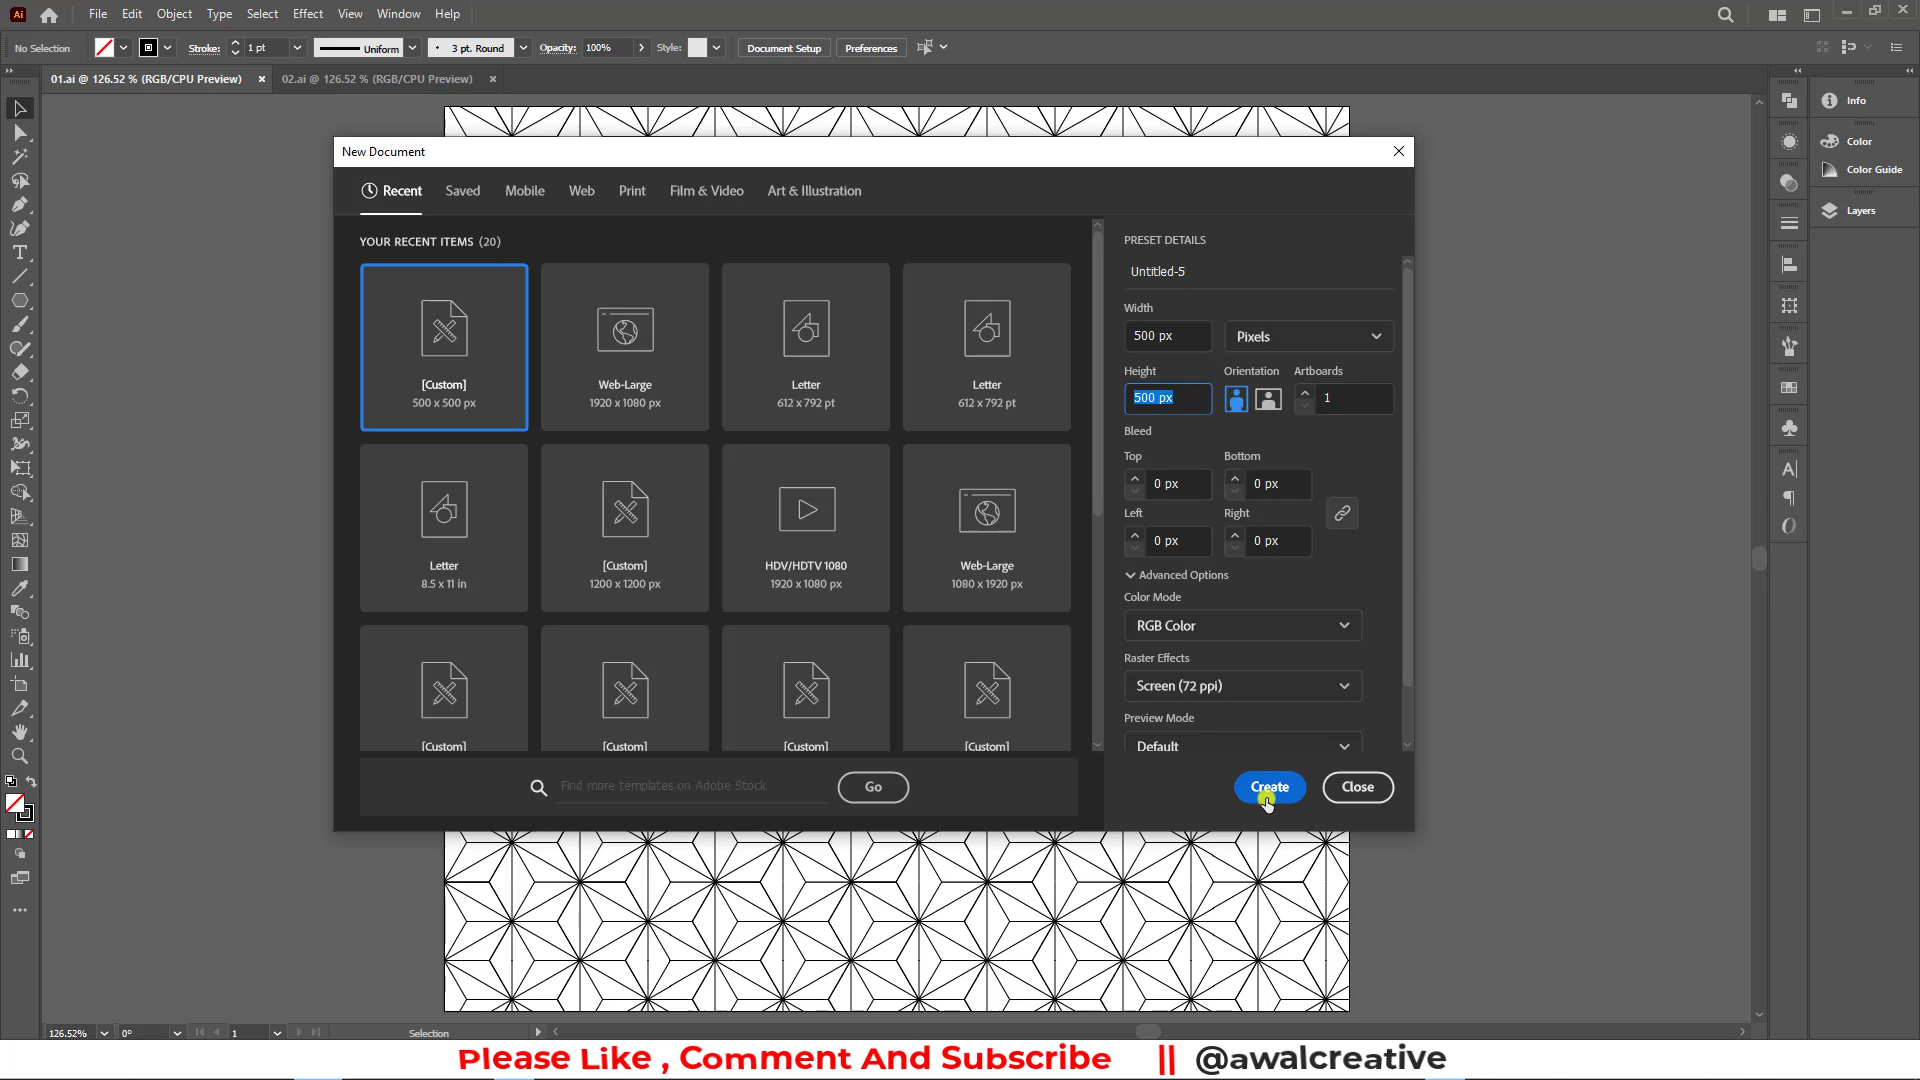 Ai File Edit Object Type Select Effect View Window Help
No Selection Stroke: 1 pt Uniform 3 pt. Round Opacity: 100% Style: Document Setup Preferences
01.ai @ 126.52 % (RGB/CPU Preview) × 02.ai @ 126.52 % (RGB/CPU Preview) ×
New Document
Recent Saved Mobile Web Print Film & Video Art & Illustration
YOUR RECENT ITEMS (20)
[Custom]
500 x 500 px
Web-Large
1920 x 1080 px
Letter
612 x 792 pt
Letter
612 x 792 pt
Letter
8.5 x 11 in
[Custom]
1200 x 1200 px
HDV/HDTV 1080
1920 x 1080 px
Web-Large
1080 x 1920 px
[Custom]
[Custom]
[Custom]
[Custom]
Find more templates on Adobe Stock Go
PRESET DETAILS
Untitled-5
Width
500 px Pixels
Height Orientation Artboards
500 px 1
Bleed
Top Bottom
0 px 0 px
Left Right
0 px 0 px
Advanced Options
Color Mode
RGB Color
Raster Effects
Screen (72 ppi)
Preview Mode
Default
Create Close
Info
Color
Color Guide
Layers
126.52% 0° 1 Selection
Please Like , Comment And Subscribe || @awalcreative